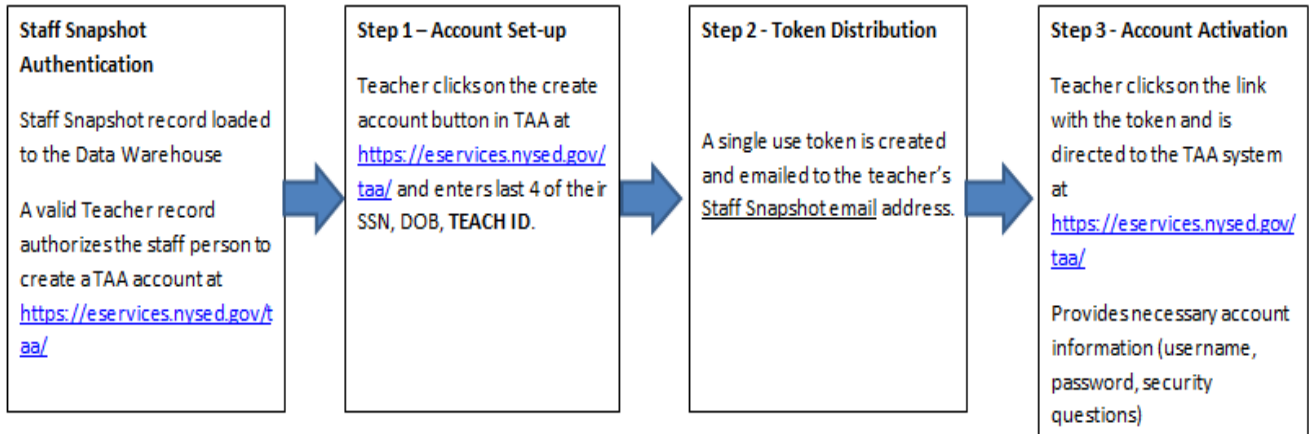 Staff Snapshot
Authentication
Staff Snapshot record loaded
to the Data Warehouse
A valid Teacher record
authorizes the staff person to
create a TAA account at
https://eservices.nysed.gov/t
aa/
Step 1 – Account Set-up
Teacher clicks on the create
account button in TAA at
https://eservices.nysed.gov/
taa/ and enters last 4 of their
SSN, DOB, TEACH ID.
Step 2 - Token Distribution
A single use token is created
and emailed to the teacher's
Staff Snapshot email address.
Step 3 - Account Activation
Teacher clicks on the link
with the token and is
directed to the TAA system
at
https://eservices.nysed.gov/
taa/
Provides necessary account
information (username,
password, security
questions)